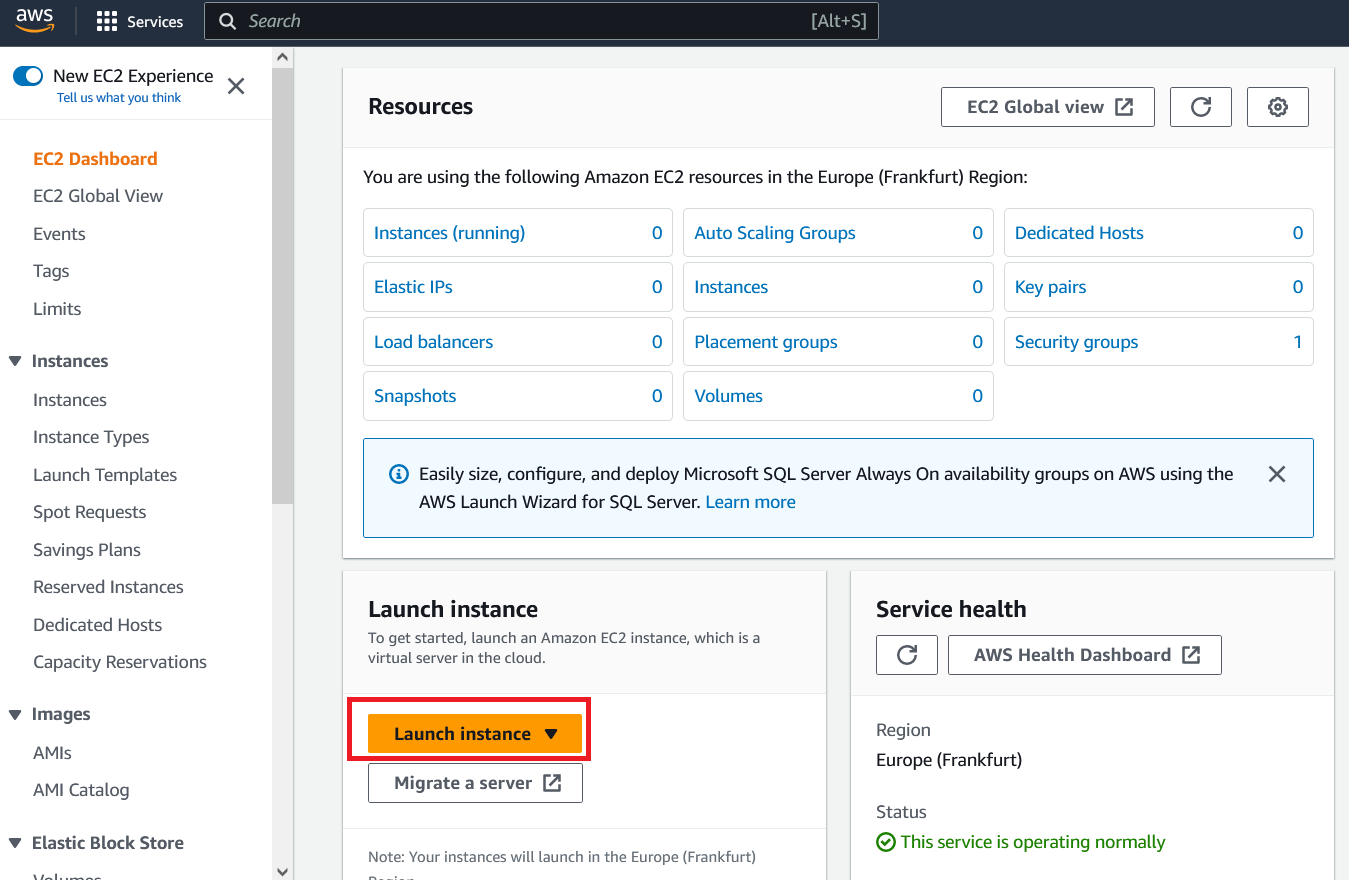 aws
Services
Search
[Alt+S]
New EC2 Experience
Tell us what you think
EC2 Dashboard
EC2 Global View
Events
Tags
Limits
Instances
Instances
Instance Types
Launch Templates
Spot Requests
Savings Plans
Reserved Instances
Dedicated Hosts
Capacity Reservations
Images
AMIs
AMI Catalog
Elastic Block Store
Volumes
Resources
EC2 Global view
You are using the following Amazon EC2 resources in the Europe (Frankfurt) Region:
Instances (running) 0
Auto Scaling Groups 0
Dedicated Hosts 0
Elastic IPs 0
Instances 0
Key pairs 0
Load balancers 0
Placement groups 0
Security groups 1
Snapshots 0
Volumes 0
Easily size, configure, and deploy Microsoft SQL Server Always On availability groups on AWS using the
AWS Launch Wizard for SQL Server. Learn more
Launch instance
To get started, launch an Amazon EC2 instance, which is a
virtual server in the cloud.
Launch instance
Migrate a server
Note: Your instances will launch in the Europe (Frankfurt)
Region
Service health
AWS Health Dashboard
Region
Europe (Frankfurt)
Status
This service is operating normally